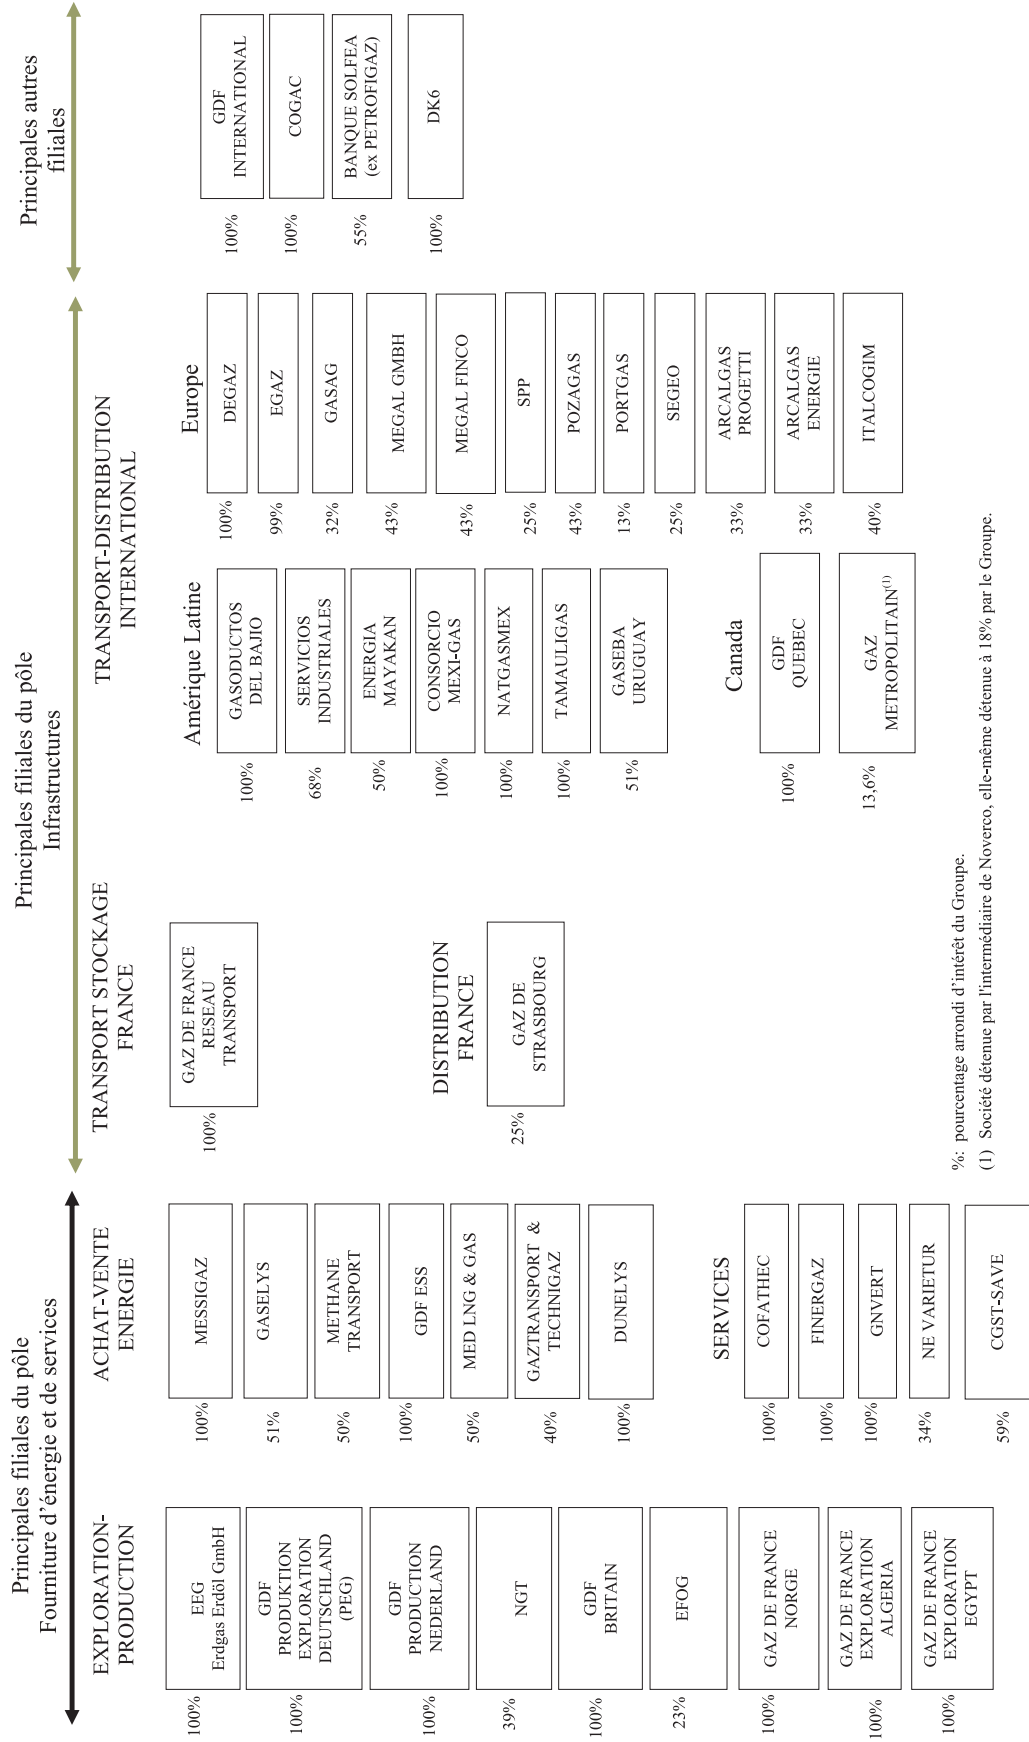 Principales filiales du pôle
Fourniture d'énergie et de services
EXPLORATION-
PRODUCTION
100%
EEG
Erdgas Erdöl GmbH
100%
GDF
PRODUKTION
EXPLORATION
DEUTSCHLAND
(PEG)
100%
GDF
PRODUCTION
NEDERLAND
39%
NGT
100%
GDF
BRITAIN
23%
EFOG
100%
GAZ DE FRANCE
NORGE
100%
GAZ DE FRANCE
EXPLORATION
ALGERIA
100%
GAZ DE FRANCE
EXPLORATION
EGYPT
ACHAT-VENTE
ENERGIE
100%
MESSIGAZ
51%
GASELYS
50%
METHANE
TRANSPORT
100%
GDF ESS
50%
MED LNG & GAS
40%
GAZTRANSPORT &
TECHNIGAZ
100%
DUNELYS
SERVICES
100%
COFATHEC
100%
FINERGAZ
100%
GNVERT
34%
NE VARIETUR
59%
CGST-SAVE
Principales filiales du pôle
Infrastructures
TRANSPORT STOCKAGE
FRANCE
100%
GAZ DE FRANCE
RESEAU
TRANSPORT
DISTRIBUTION
FRANCE
25%
GAZ DE
STRASBOURG
TRANSPORT-DISTRIBUTION
INTERNATIONAL
Amérique Latine
100%
GASODUCTOS
DEL BAJIO
68%
SERVICIOS
INDUSTRIALES
50%
ENERGIA
MAYAKAN
100%
CONSORCIO
MEXI-GAS
100%
NATGASMEX
100%
TAMAULIGAS
51%
GASEBA
URUGUAY
Canada
100%
GDF
QUEBEC
13,6%
GAZ
METROPOLITAIN(1)
Europe
100%
DEGAZ
99%
EGAZ
32%
GASAG
43%
MEGAL GMBH
43%
MEGAL FINCO
25%
SPP
43%
POZAGAS
13%
PORTGAS
25%
SEGEO
33%
ARCALGAS
PROGETTI
33%
ARCALGAS
ENERGIE
40%
ITALCOGIM
Principales autres
filiales
100%
GDF
INTERNATIONAL
100%
COGAC
55%
BANQUE SOLFEA
(ex PETROFIGAZ)
100%
DK6
%: pourcentage arrondi d'intérêt du Groupe.
(1) Société détenue par l'intermédiaire de Noverco, elle-même détenue à 18% par le Groupe.